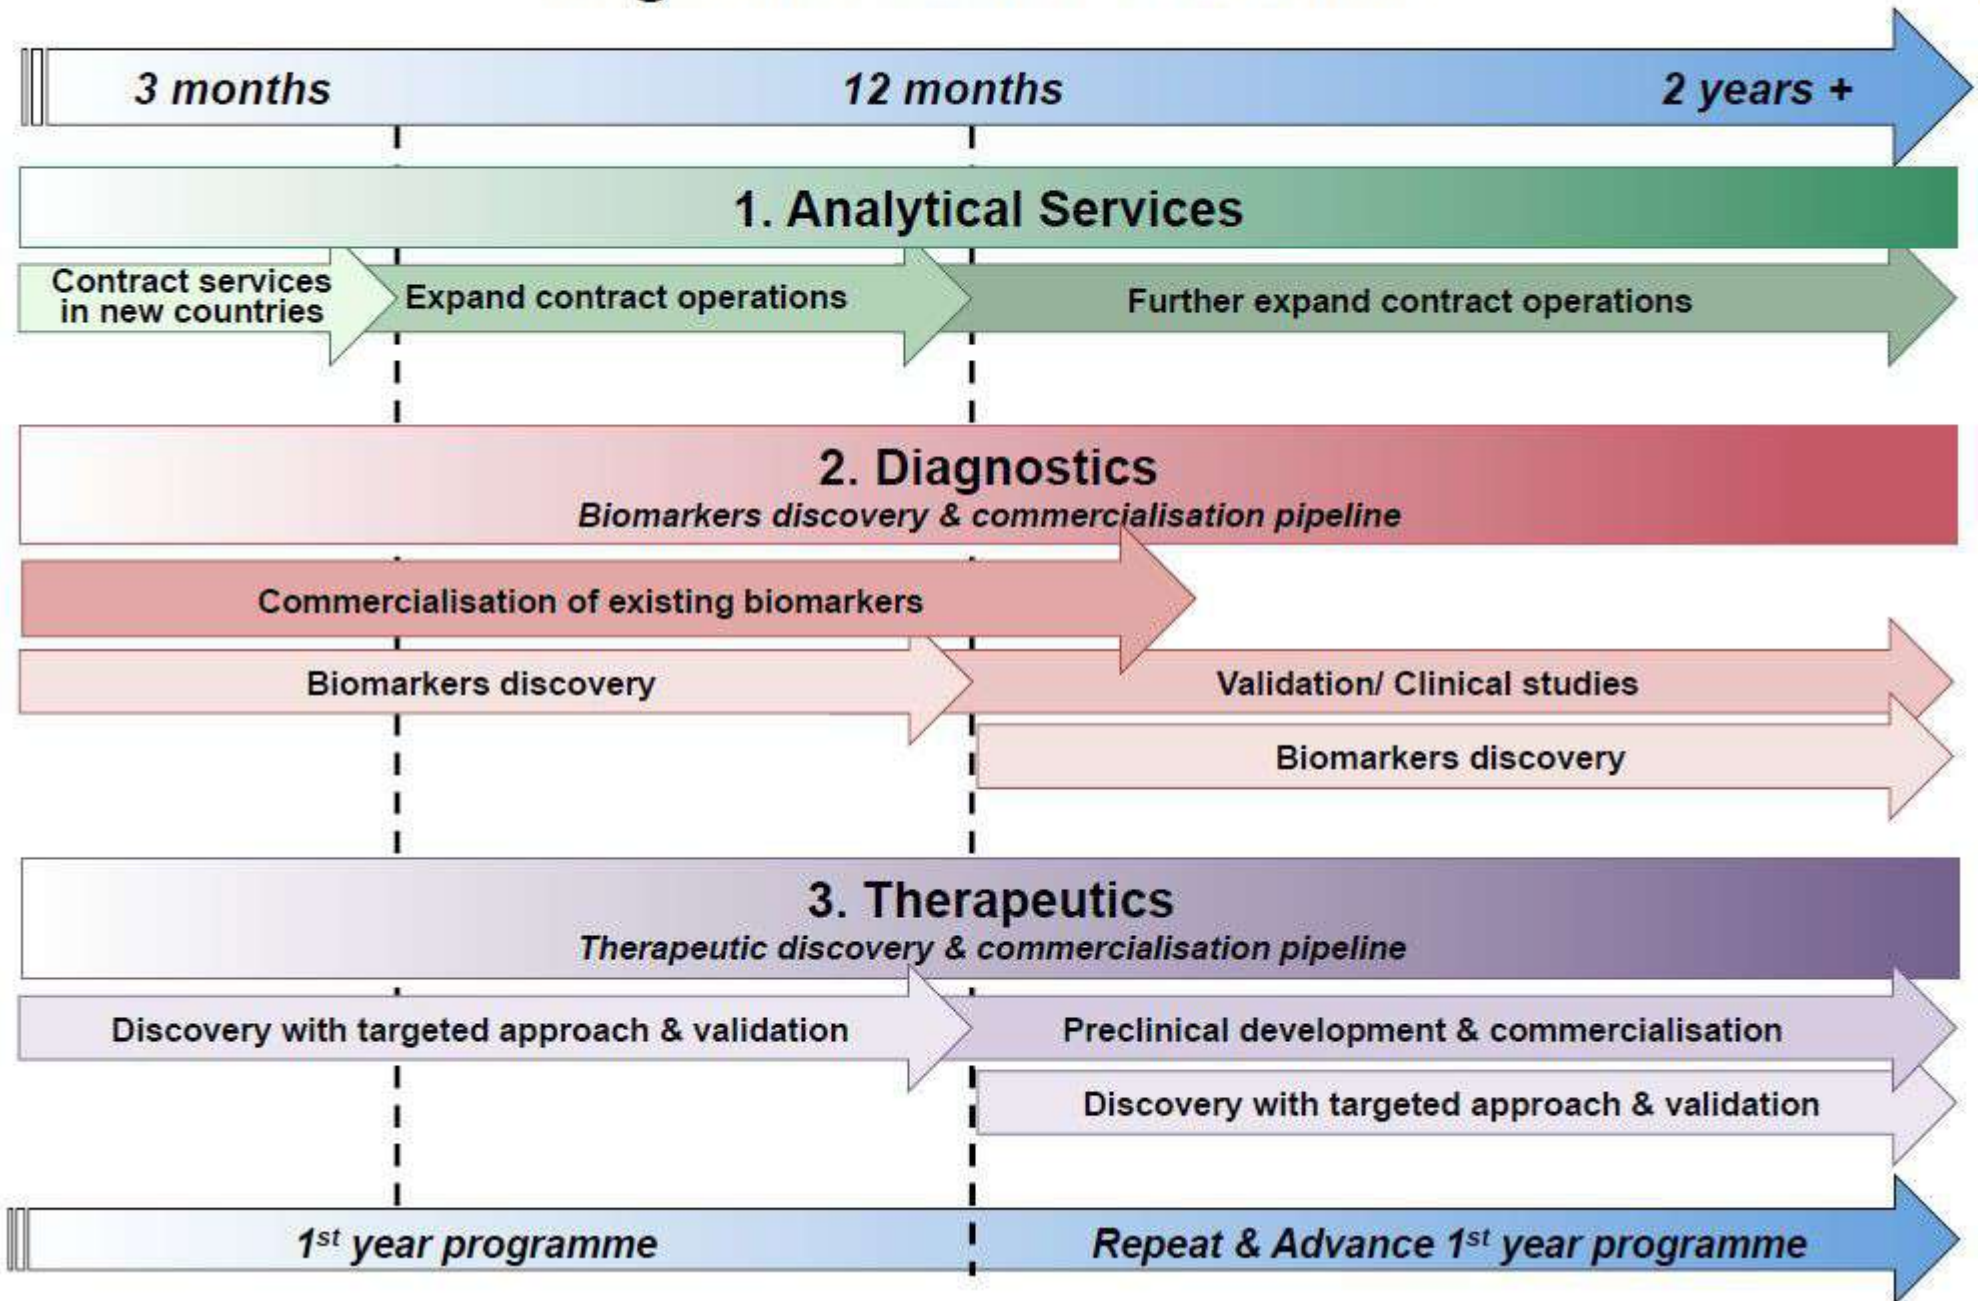 3 months
12 months
2 years +
1. Analytical Services
Contract services
in new countries
Expand contract operations
Further expand contract operations
2. Diagnostics
Biomarkers discovery & commercialisation pipeline
Commercialisation of existing biomarkers
Biomarkers discovery
Validation/ Clinical studies
Biomarkers discovery
3. Therapeutics
Therapeutic discovery & commercialisation pipeline
Discovery with targeted approach & validation
Preclinical development & commercialisation
Discovery with targeted approach & validation
1st year programme
Repeat & Advance 1st year programme